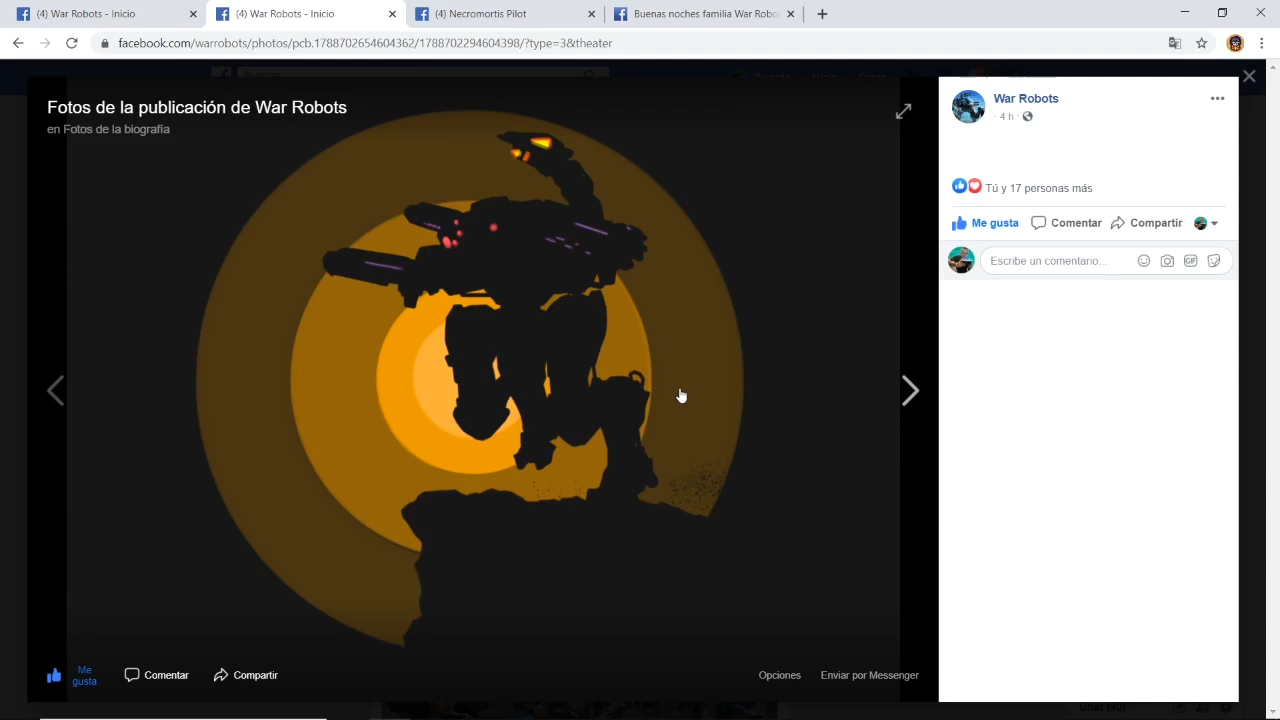 (4) War Robots - Inicio
(4) War Robots - Inicio
(4) Necromortis Pilot
Buenas noches familia War Robo
facebook.com/warrobots/photos/pcb.1788702654604362/1788702294604398/?type=3&theater
Fotos de la publicación de War Robots
en Fotos de la biografía
War Robots
4 h ·
Tú y 17 personas más
Me gusta Comentar Compartir
Escribe un comentario...
GIF
Me gusta
Comentar Compartir
Opciones Enviar por Messenger
Chat (90)